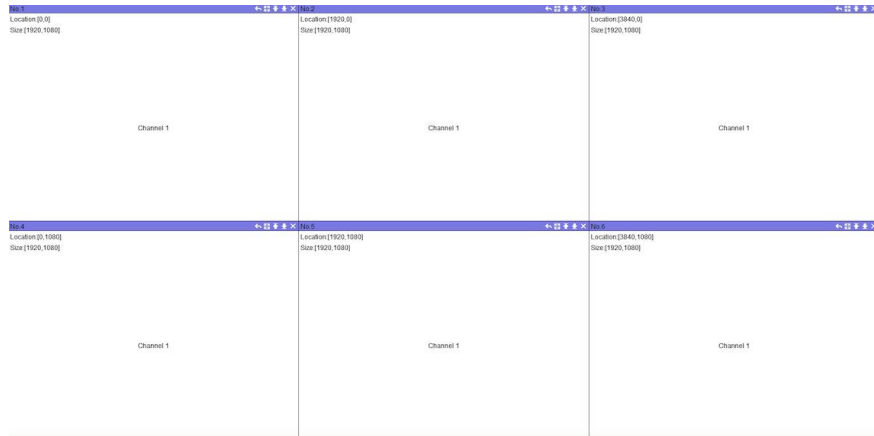 No.1
Location:[0,0]
Size:[1920,1080]
Channel 1
No.2
Location:[1920,0]
Size:[1920,1080]
Channel 1
No.3
Location:[3840,0]
Size:[1920,1080]
Channel 1
No.4
Location:[0,1080]
Size:[1920,1080]
Channel 1
No.5
Location:[1920,1080]
Size:[1920,1080]
Channel 1
No.6
Location:[3840,1080]
Size:[1920,1080]
Channel 1